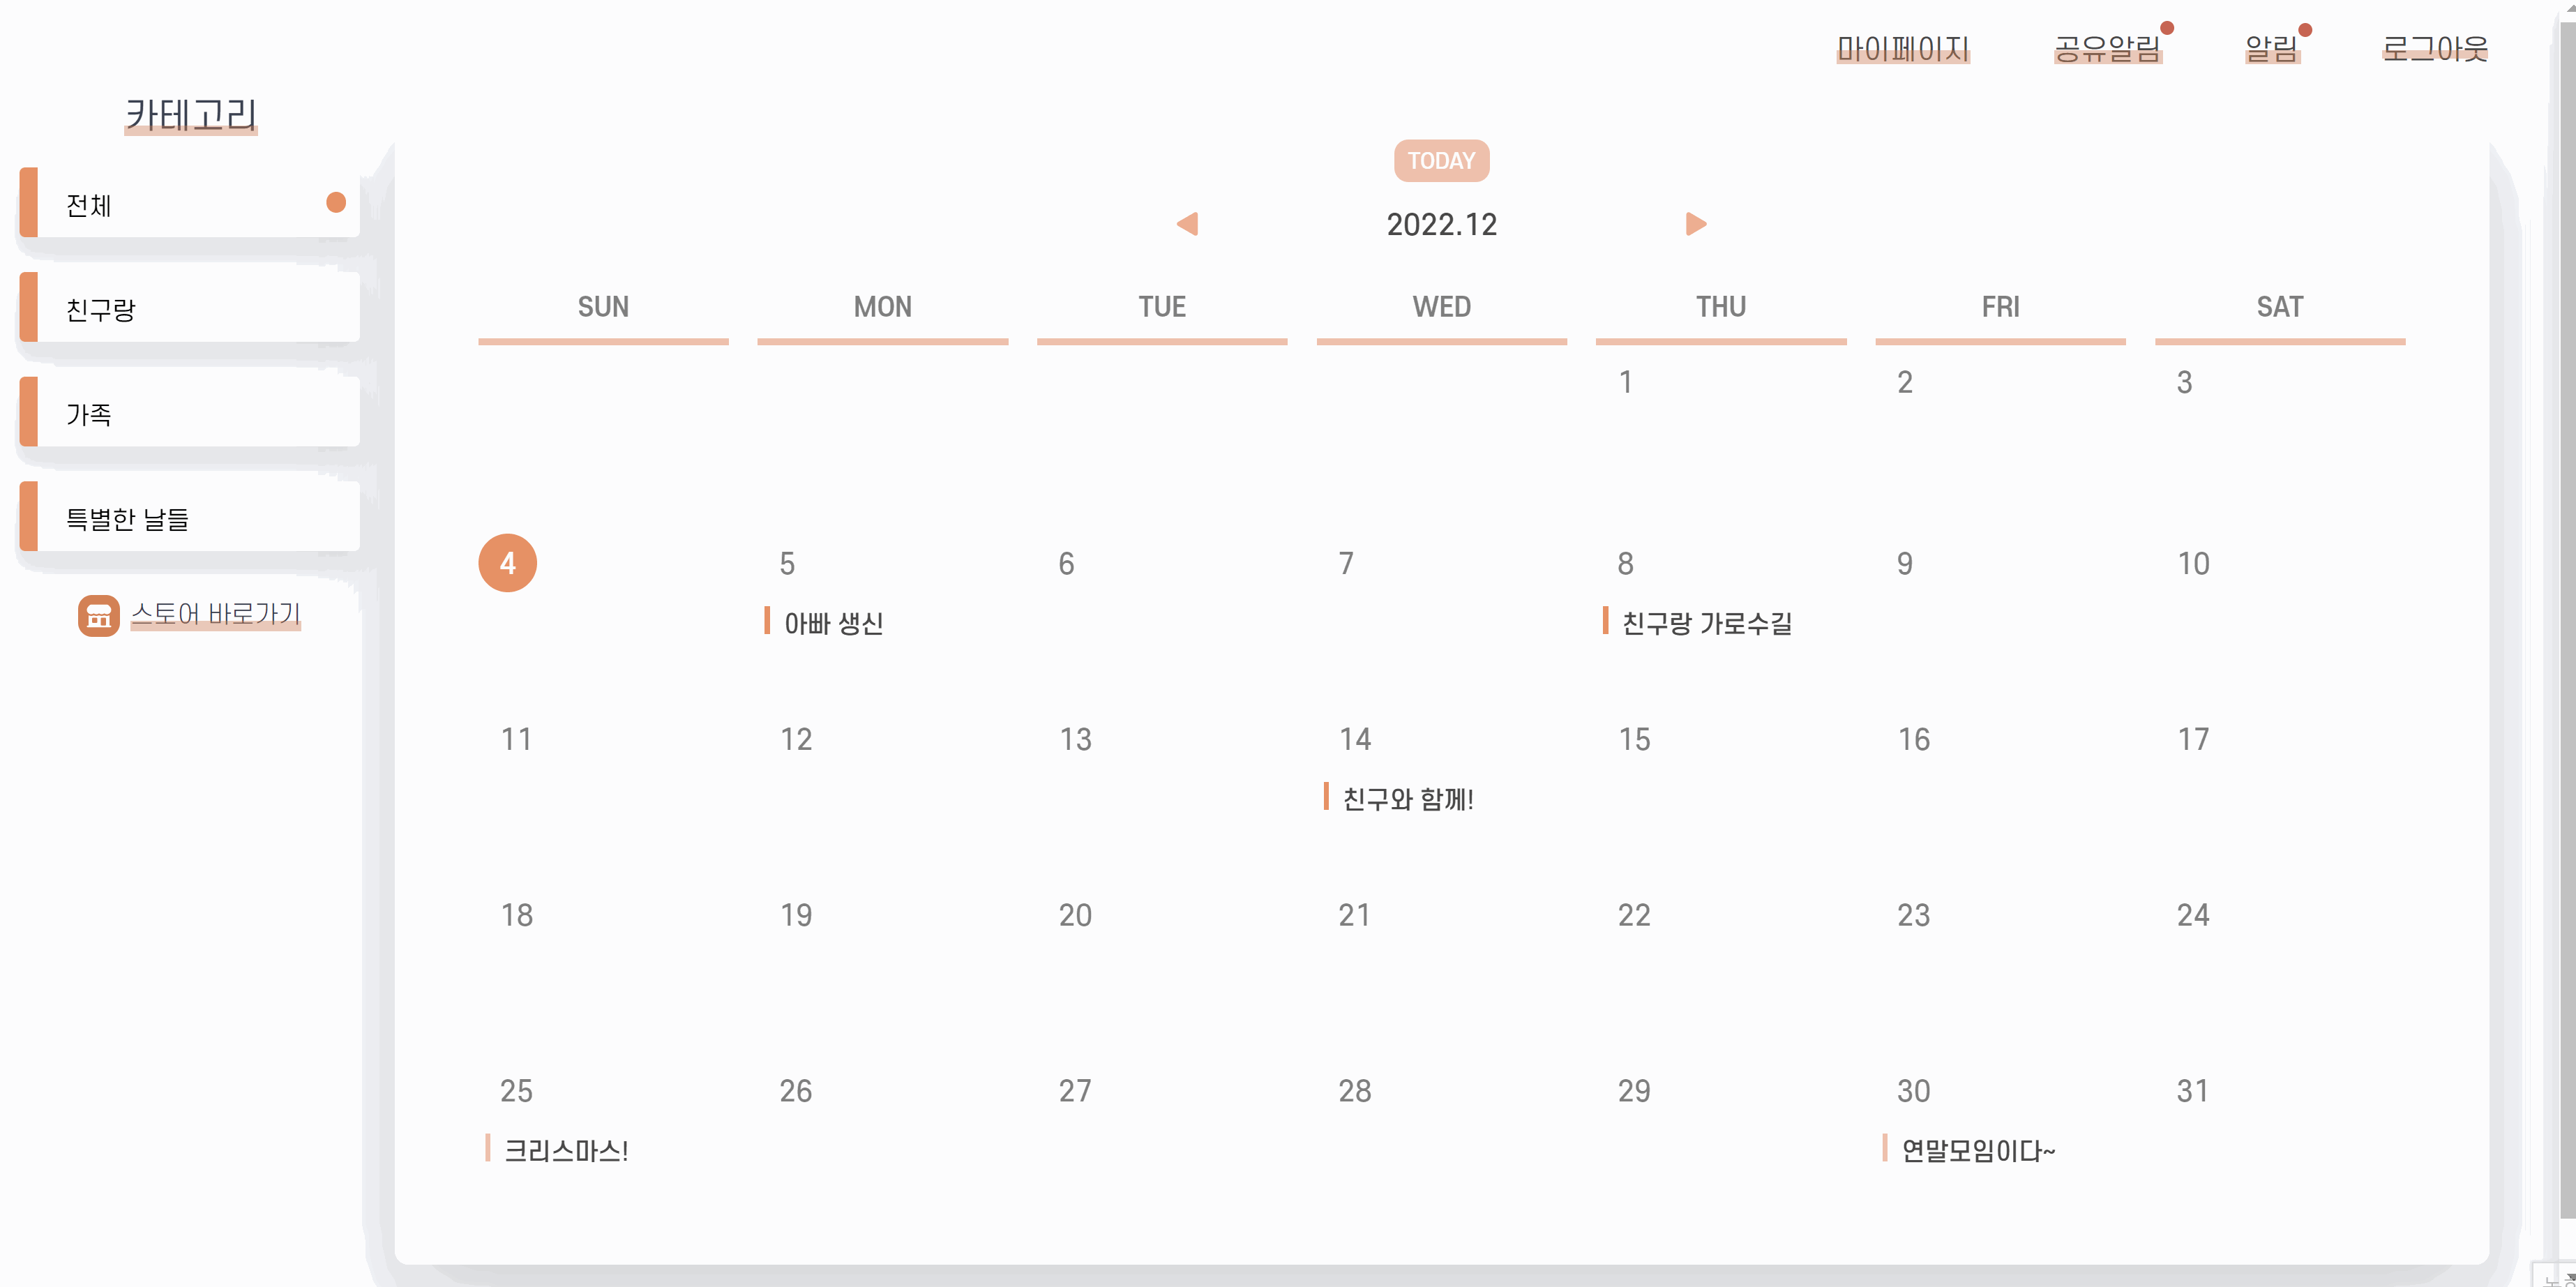 마이페이지 공유알림 알림 로그아웃
카테고리
전체
친구랑
가족
특별한 날들
스토어 바로가기
TODAY
2022.12
SUN MON TUE WED THU FRI SAT
1 2 3
4 5 6 7 8 9 10
아빠 생신 친구랑 가로수길
11 12 13 14 15 16 17
친구와 함께!
18 19 20 21 22 23 24
25 26 27 28 29 30 31
크리스마스! 연말모임이다~